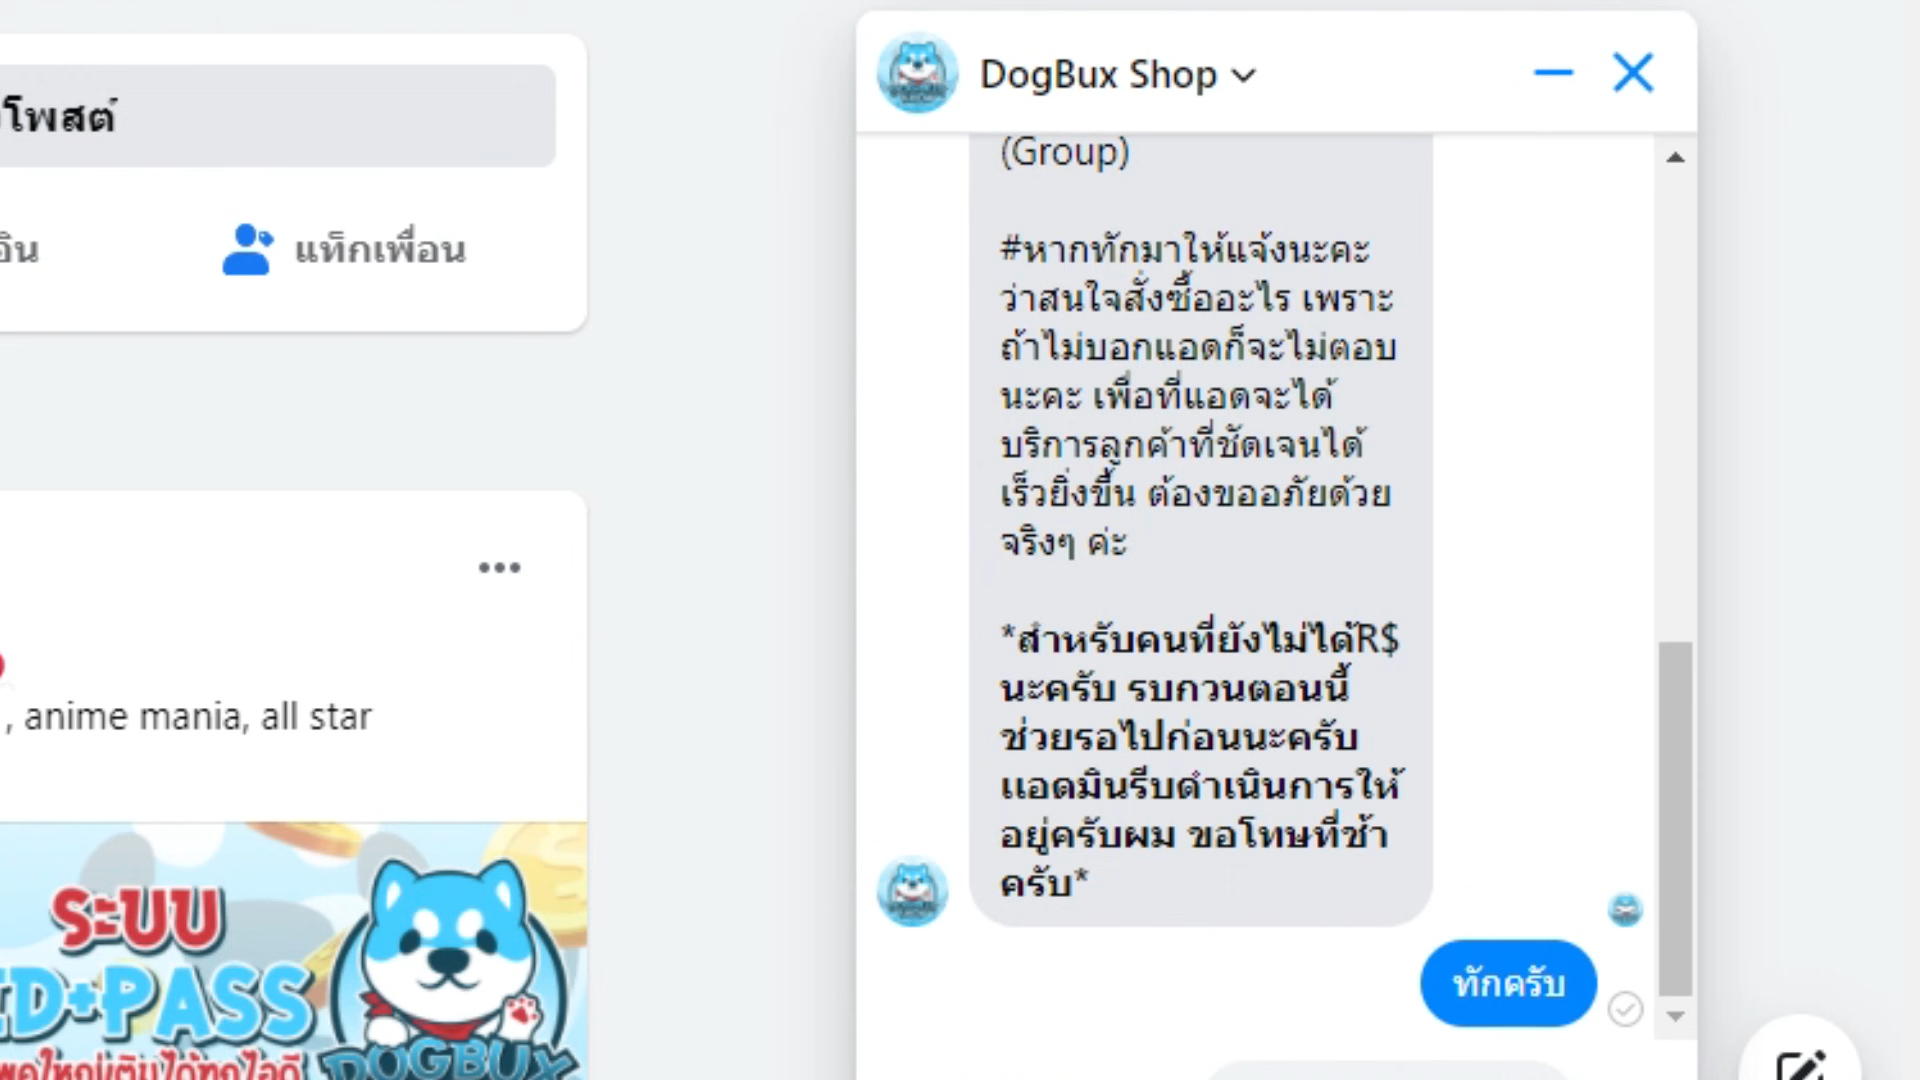 โพสต์
อิน
แท็กเพื่อน
, anime mania, all star
ระบบ
ID+PASS
DOGBUX
DogBux Shop
(Group)
#หากทักมาให้แจ้งนะคะ
ว่าสนใจสั่งซื้ออะไร เพราะ
ถ้าไม่บอกแอดก็จะไม่ตอบ
นะคะ เพื่อที่แอดจะได้
บริการลูกค้าที่ชัดเจนได้
เร็วยิ่งขึ้น ต้องขออภัยด้วย
จริงๆ ค่ะ
*สำหรับคนที่ยังไม่ได้R$
นะครับ รบกวนตอนนี้
ช่วยรอไปก่อนนะครับ
แอดมินรีบดำเนินการให้
อยู่ครับผม ขอโทษที่ช้า
ครับ*
ทักครับ